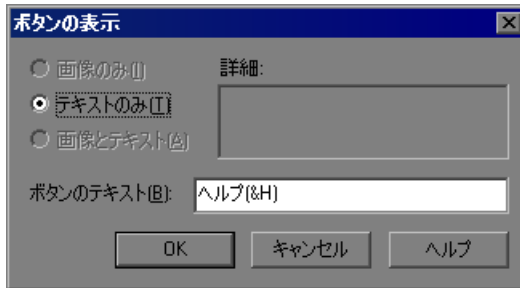 ボタンの表示
画像のみ(I)
詳細:
テキストのみ(T)
画像とテキスト(A)
ボタンのテキスト(B): ヘルプ(&H)
OK キャンセル ヘルプ